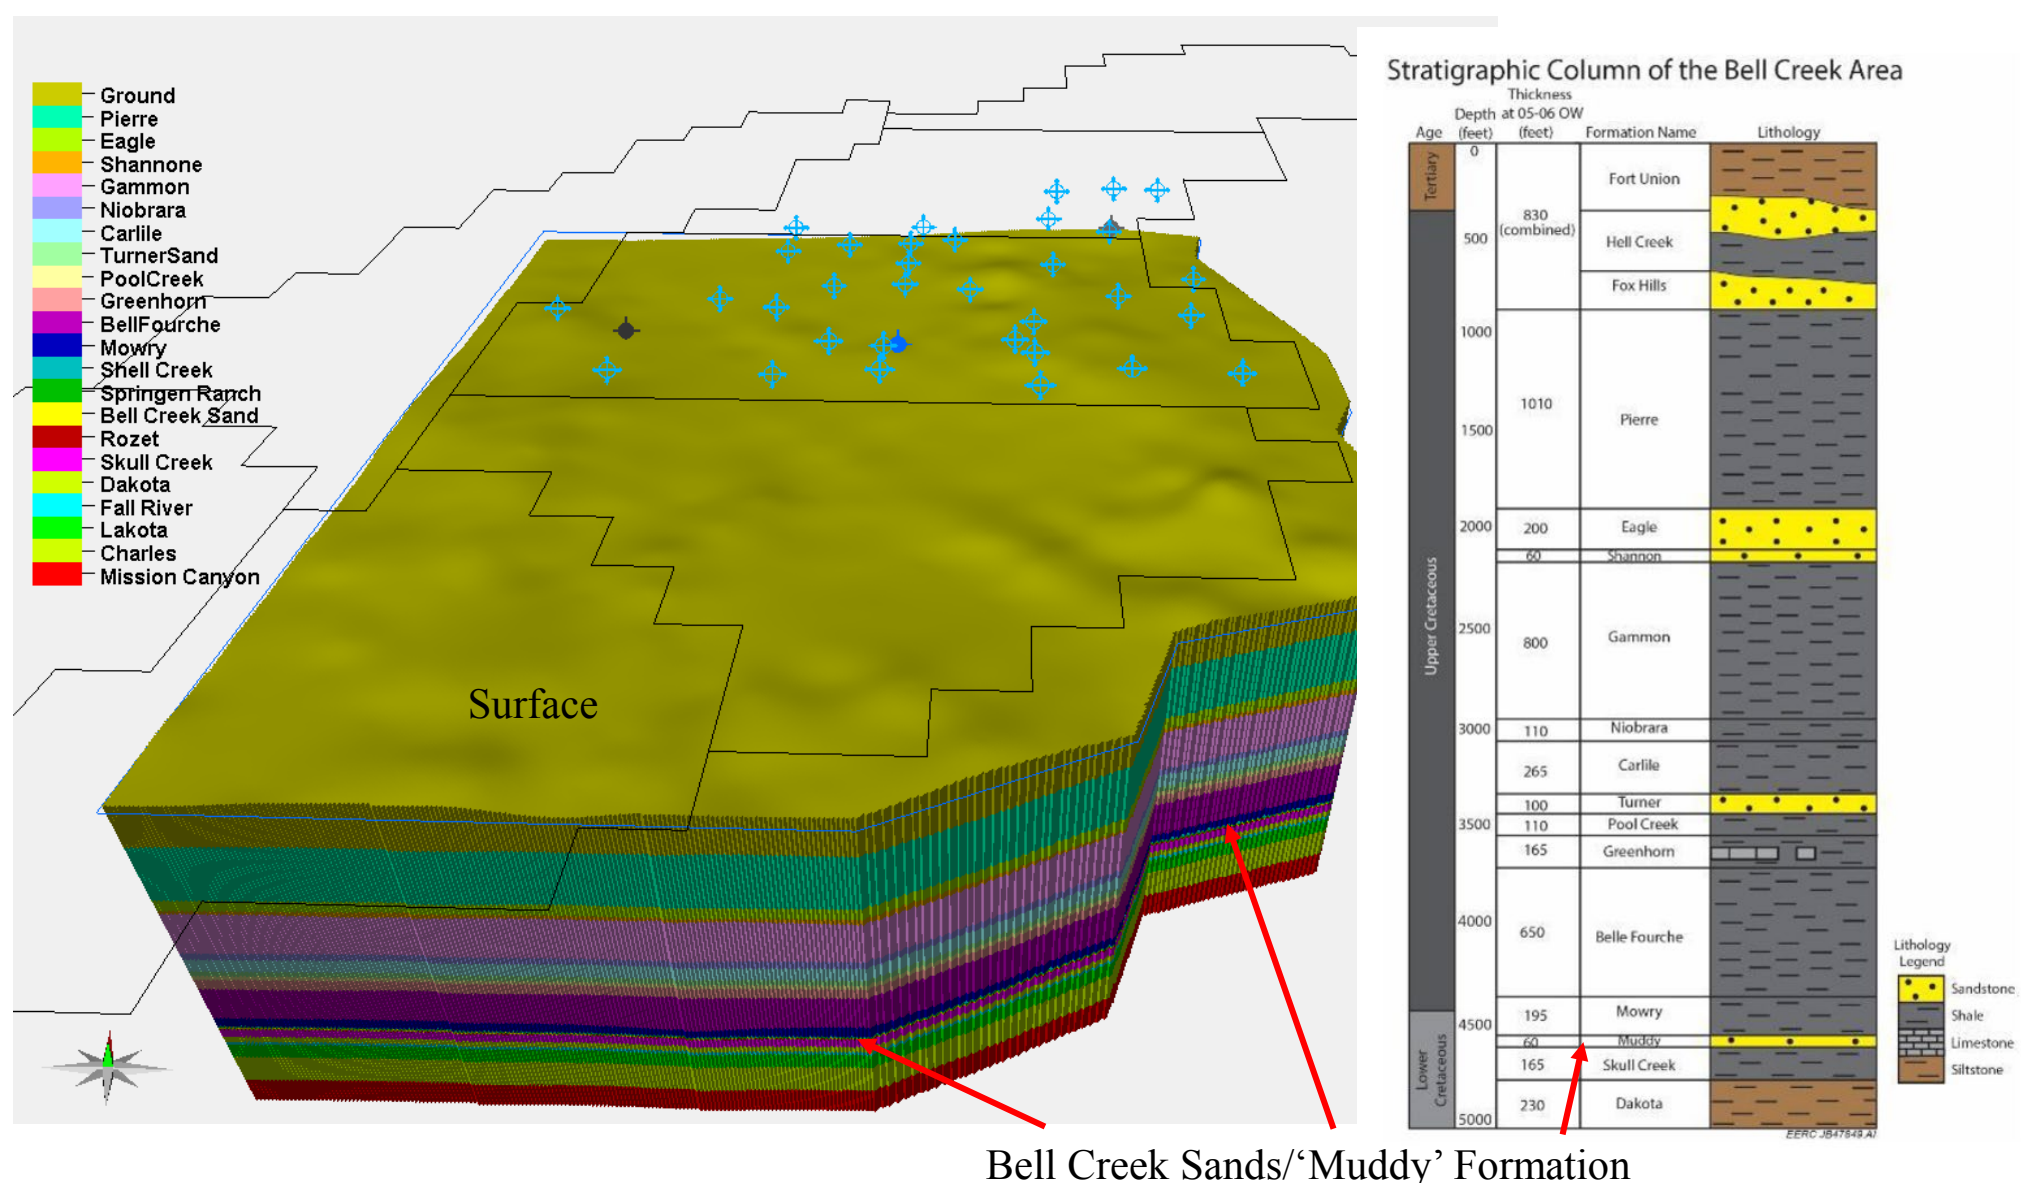 Ground
Pierre
Eagle
Shannone
Gammon
Niobrara
Carlile
TurnerSand
PoolCreek
Greenhorn
BellFourche
Mowry
Shell Creek
Springen Ranch
Bell Creek Sand
Rozet
Skull Creek
Dakota
Fall River
Lakota
Charles
Mission Canyon
Surface
Stratigraphic Column of the Bell Creek Area
Thickness
Depth at 05-06 OW
Age (feet) (feet) Formation Name Lithology
Tertiary
Upper Cretaceous
Lower
Cretaceous
0
500
1000
1500
2000
2500
3000
3500
4000
4500
5000
Fort Union
830
(combined)
Hell Creek
Fox Hills
1010 Pierre
200 Eagle
60 Shannon
800 Gammon
110 Niobrara
265 Carlile
100 Turner
110 Pool Creek
165 Greenhorn
650 Belle Fourche
195 Mowry
60 Muddy
165 Skull Creek
230 Dakota
Lithology
Legend
Sandstone
Shale
Limestone
Siltstone
EERC JB47849.AI
Bell Creek Sands/‘Muddy’ Formation